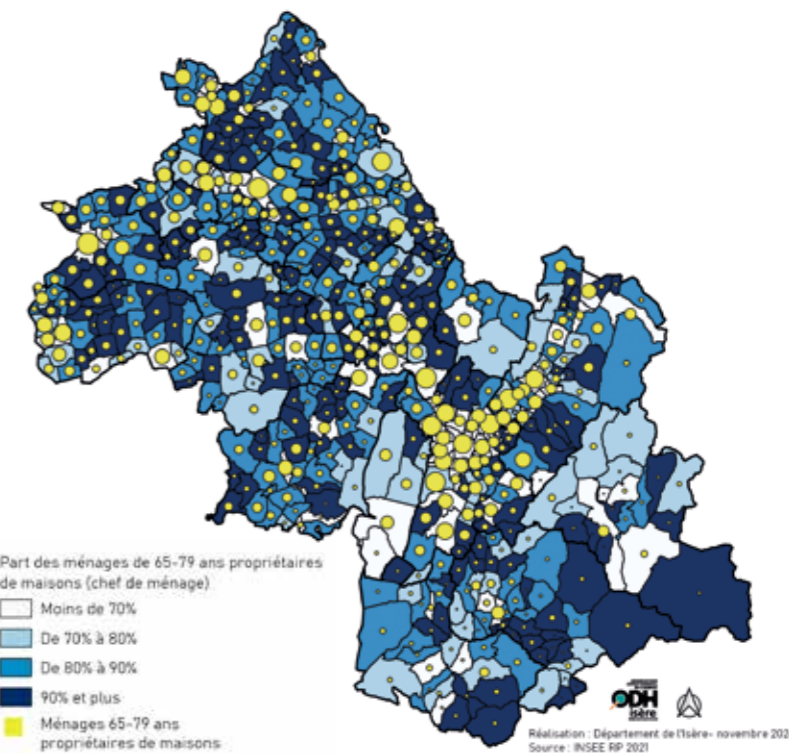 Part des ménages de 65-79 ans propriétaires
de maisons (chef de ménage)
Moins de 70%
De 70% à 80%
De 80% à 90%
90% et plus
Ménages 65-79 ans
propriétaires de maisons
ODH
isère
Réalisation : Département de l'Isère- novembre 202
Source : INSEE RP 2021